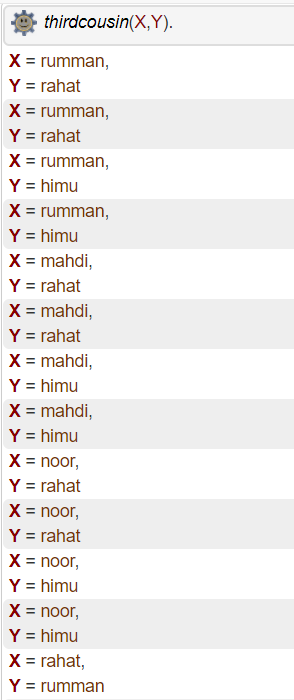 thirdcousin(X,Y).
X = rumman,
Y = rahat
X = rumman,
Y = rahat
X = rumman,
Y = himu
X = rumman,
Y = himu
X = mahdi,
Y = rahat
X = mahdi,
Y = rahat
X = mahdi,
Y = himu
X = mahdi,
Y = himu
X = noor,
Y = rahat
X = noor,
Y = rahat
X = noor,
Y = himu
X = noor,
Y = himu
X = rahat,
Y = rumman